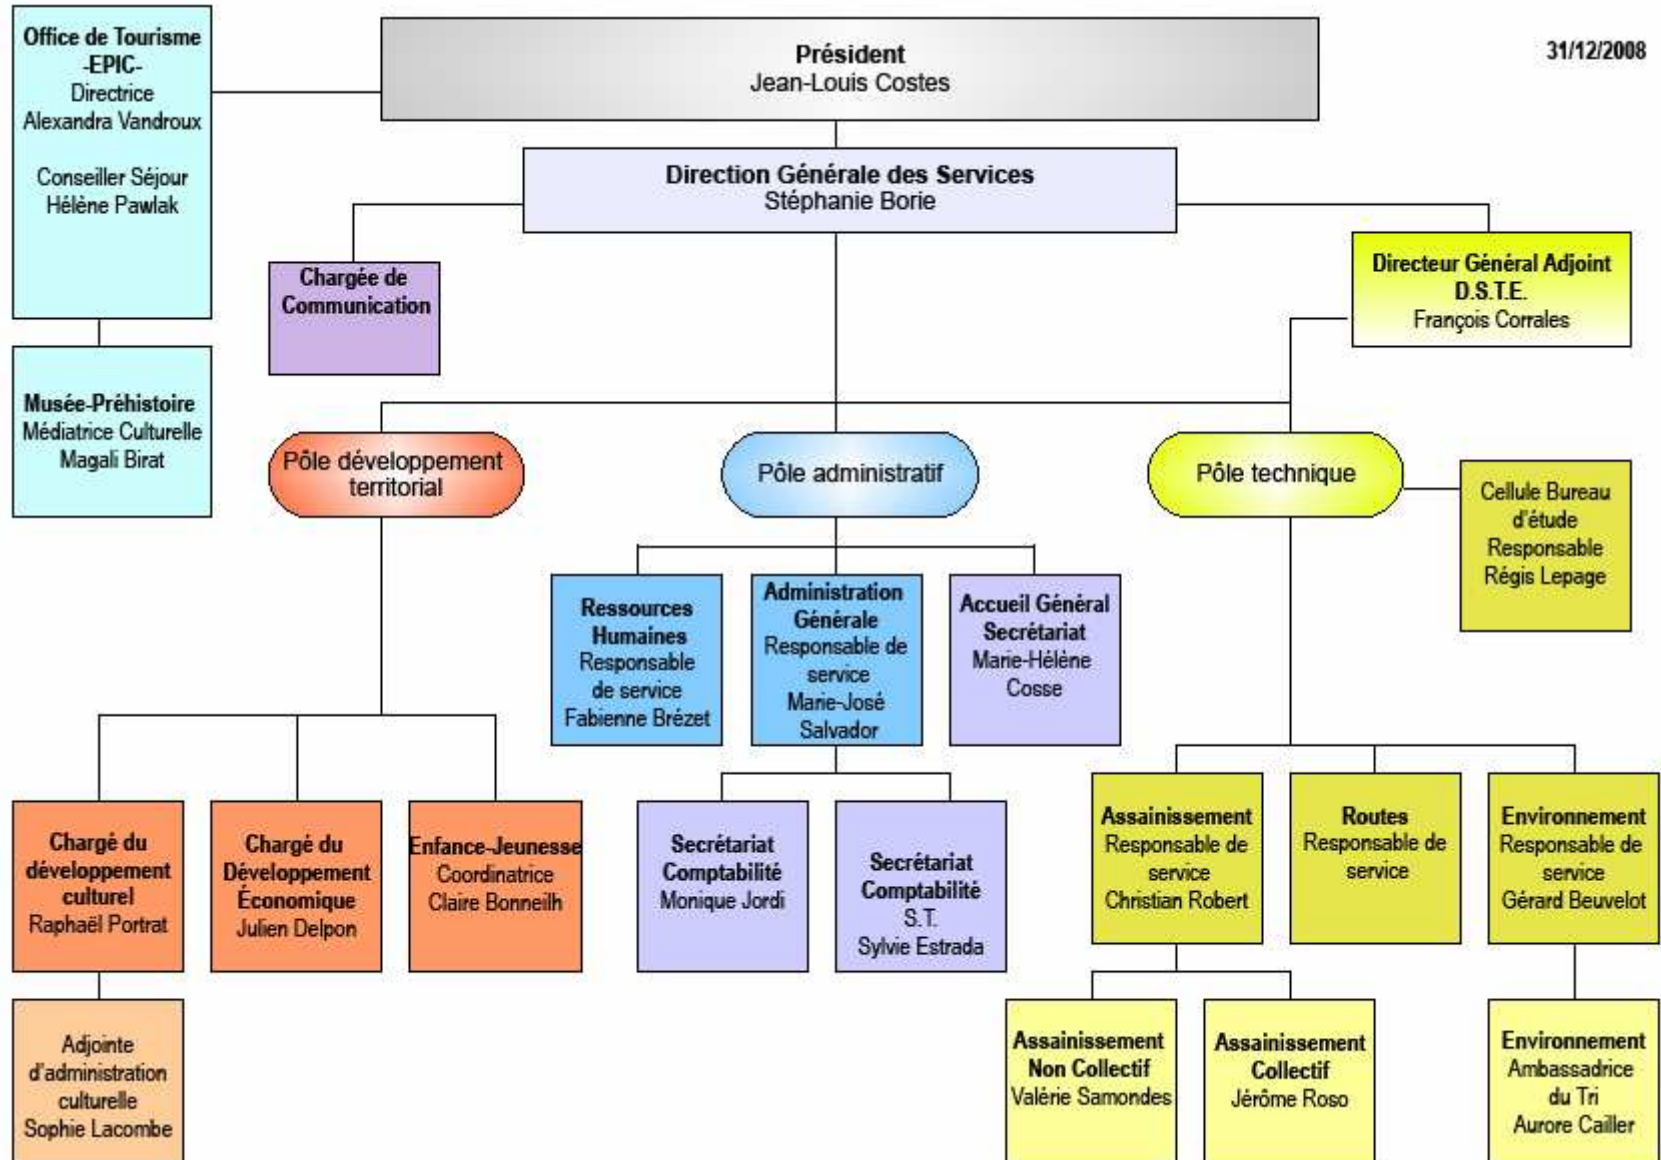 Office de Tourisme
-EPIC-
Directrice
Alexandra Vandroux
Conseiller Séjour
Hélène Pawlak
Président
Jean-Louis Costes
31/12/2008
Direction Générale des Services
Stéphanie Borie
Chargée de
Communication
Directeur Général Adjoint
D.S.T.E.
François Corrales
Musée-Préhistoire
Médiatrice Culturelle
Magali Birat
Pôle développement
territorial
Pôle administratif
Pôle technique
Cellule Bureau
d'étude
Responsable
Régis Lepage
Ressources
Humaines
Responsable
de service
Fabienne Brézet
Administration
Générale
Responsable de
service
Marie-José
Salvador
Accueil Général
Secrétariat
Marie-Hélène
Cosse
Chargé du
développement
culturel
Raphaël Portrat
Chargé du
Développement
Économique
Julien Delpon
Enfance-Jeunesse
Coordinatrice
Claire Bonneilh
Secrétariat
Comptabilité
Monique Jordi
Secrétariat
Comptabilité
S.T.
Sylvie Estrada
Assainissement
Responsable de
service
Christian Robert
Routes
Responsable de
service
Environnement
Responsable de
service
Gérard Beuvelot
Adjointe
d'administration
culturelle
Sophie Lacombe
Assainissement
Non Collectif
Valérie Samondes
Assainissement
Collectif
Jérôme Roso
Environnement
Ambassadrice
du Tri
Aurore Cailler